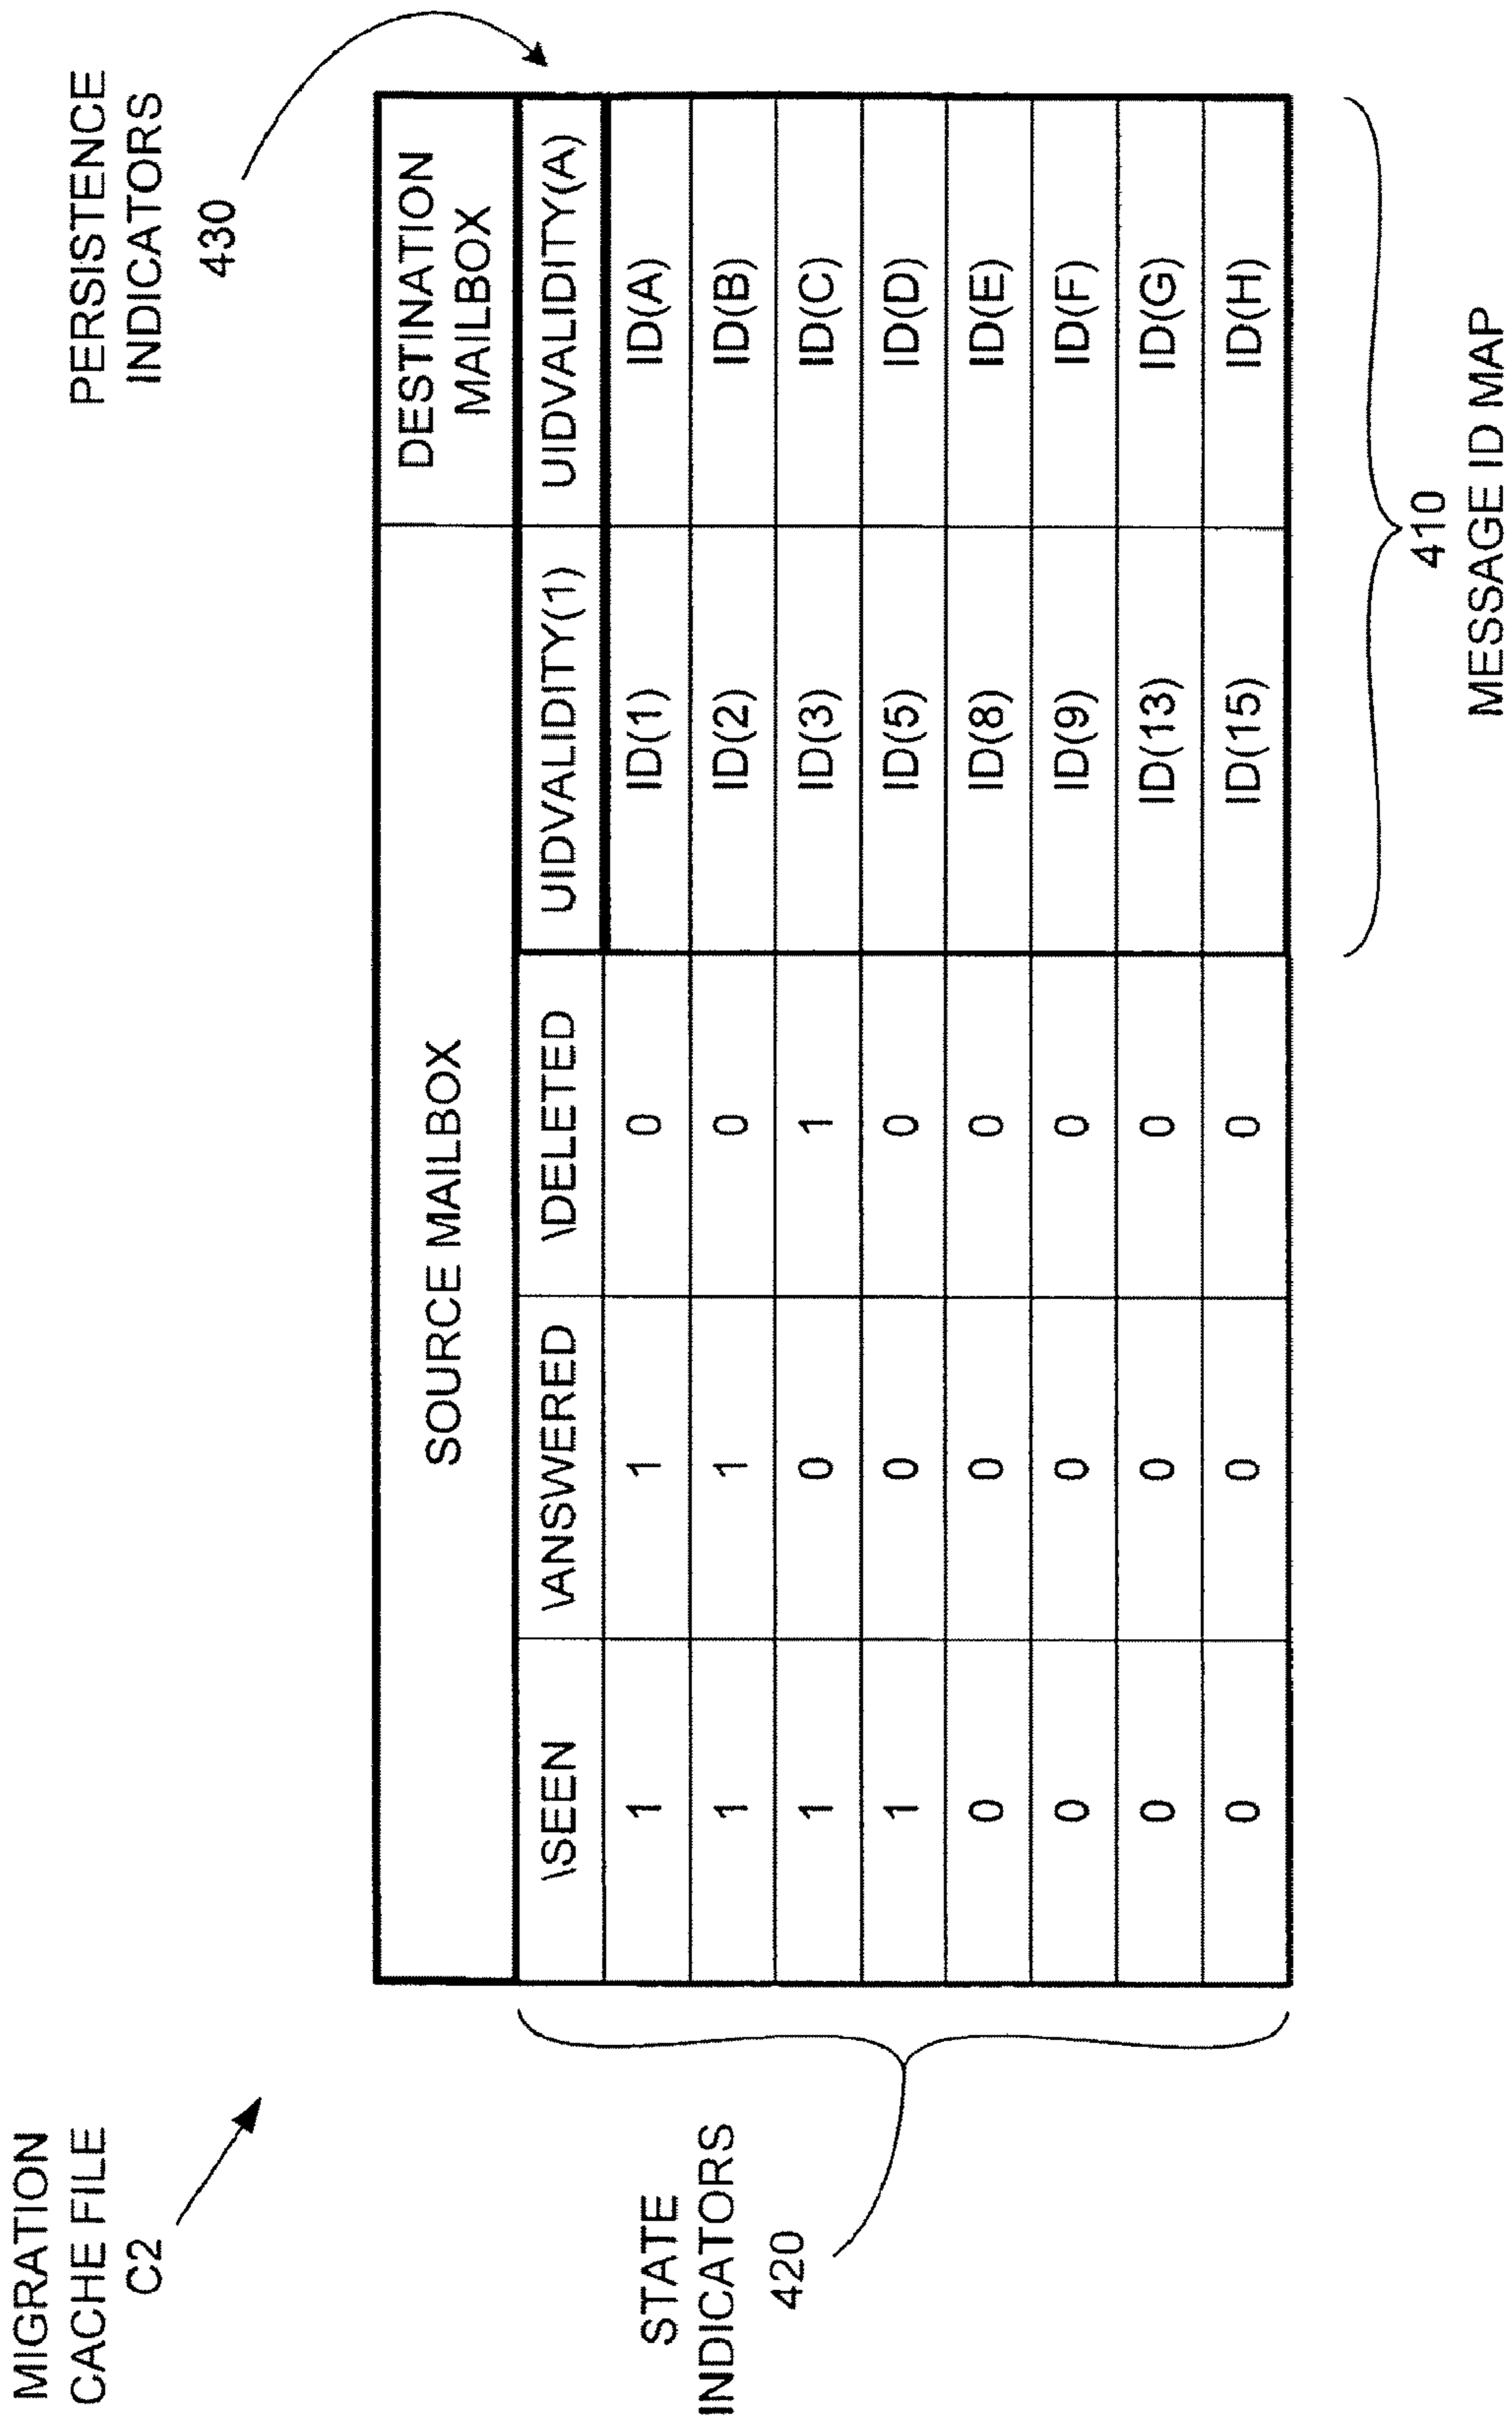 MIGRATION
CACHE FILE
C2
PERSISTENCE
INDICATORS
430
SOURCE MAILBOX
DESTINATION
MAILBOX
\SEEN \ANSWERED \DELETED UIDVALIDITY(1) UIDVALIDITY(A)
1 1 0 ID(1) ID(A)
1 1 0 ID(2) ID(B)
1 0 1 ID(3) ID(C)
1 0 0 ID(5) ID(D)
0 0 0 ID(8) ID(E)
0 0 0 ID(9) ID(F)
0 0 0 ID(13) ID(G)
0 0 0 ID(15) ID(H)
STATE
INDICATORS
420
410
MESSAGE ID MAP